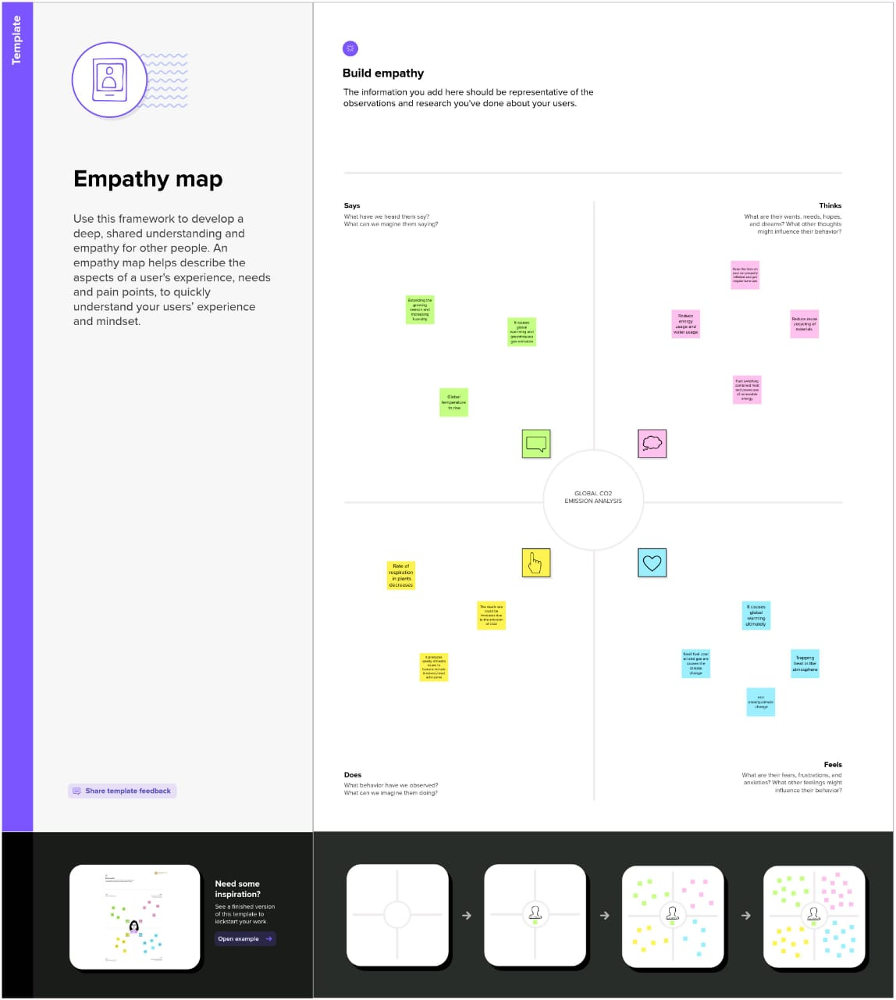 Template
Empathy map
Use this framework to develop a
deep, shared understanding and
empathy for other people. An
empathy map helps describe the
aspects of a user's experience, needs
and pain points, to quickly
understand your users' experience
and mindset.
Share template feedback
Build empathy
The information you add here should be representative of the
observations and research you've done about your users.
Says
What have we heard them say?
What can we magine them saying?
Thinks
What are their wants, needs, hopes,
and dreams? What other thoughts
might influence their behavior?
Extending the
growing
season and
increasing
humidity
It causes
global
warming and
greenhouses
gas emission
Global
temperature
to rise
Keep the tires on
your car properly
inflated and get
regular tune ups
Reduce
energy
usage and
water usage
Reduce reuse
recycling of
materials
Fuel switching
combined heat
and power use
of renewable
energy
GLOBAL CO2
EMISSION ANALYSIS
Rate of
respiration
in plants
decreases
The death rate
could be
increases due
to the emission
of CO2
It produces
variety of health
issues to
humans include
It causes
global
warming
ultimately
fossil fuel ,coal
oil and gas are
causes the
climate
change
Trapping
heat in the
atmosphere
eco
change
Does
What behavior have we observed?
What can we imagine them doing?
Feels
What are their fears, frustrations, and
anxieties? What other feelings might
influence their behavior?
Need some
inspiration?
See a finished version
of this template to
kickstart your work.
Open example